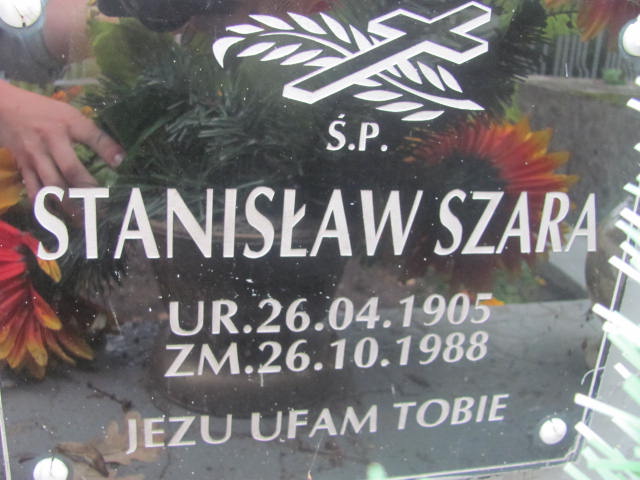 Ś.P.
STANISŁAW SZARA
UR.26.04.1905
ZM.26.10.1988
JEZU UFAM TOBIE